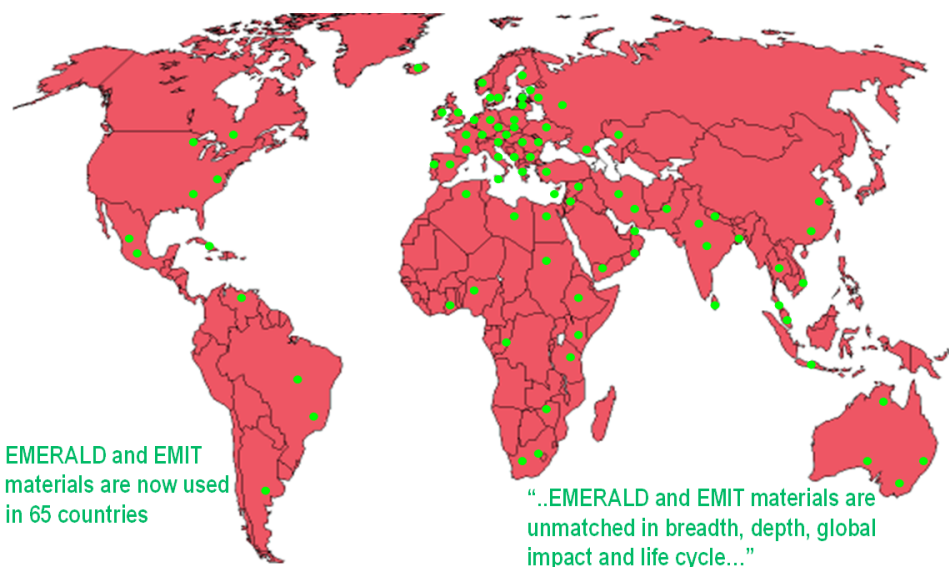 EMERALD and EMIT
materials are now used
in 65 countries
“..EMERALD and EMIT materials are
unmatched in breadth, depth, global
impact and life cycle...”